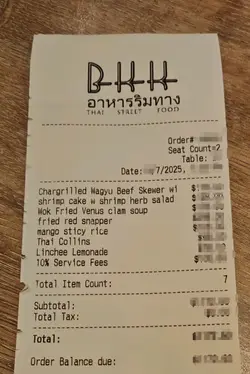 BKK
อาหารริมทาง
THAI STREET FOOD
Order#
Seat Count=2
Table:
Date: /7/2025,
Chargrilled Wagyu Beef Skewer wi
shrimp cake w shrimp herb salad
Wok Fried Venus clam soup
fried red snapper
mango sticy rice
Thai Collins
Linchee Lemonade
10% Service Fees
Total Item Count: 7
Subtotal:
Total Tax:
Total:
Order Balance due: